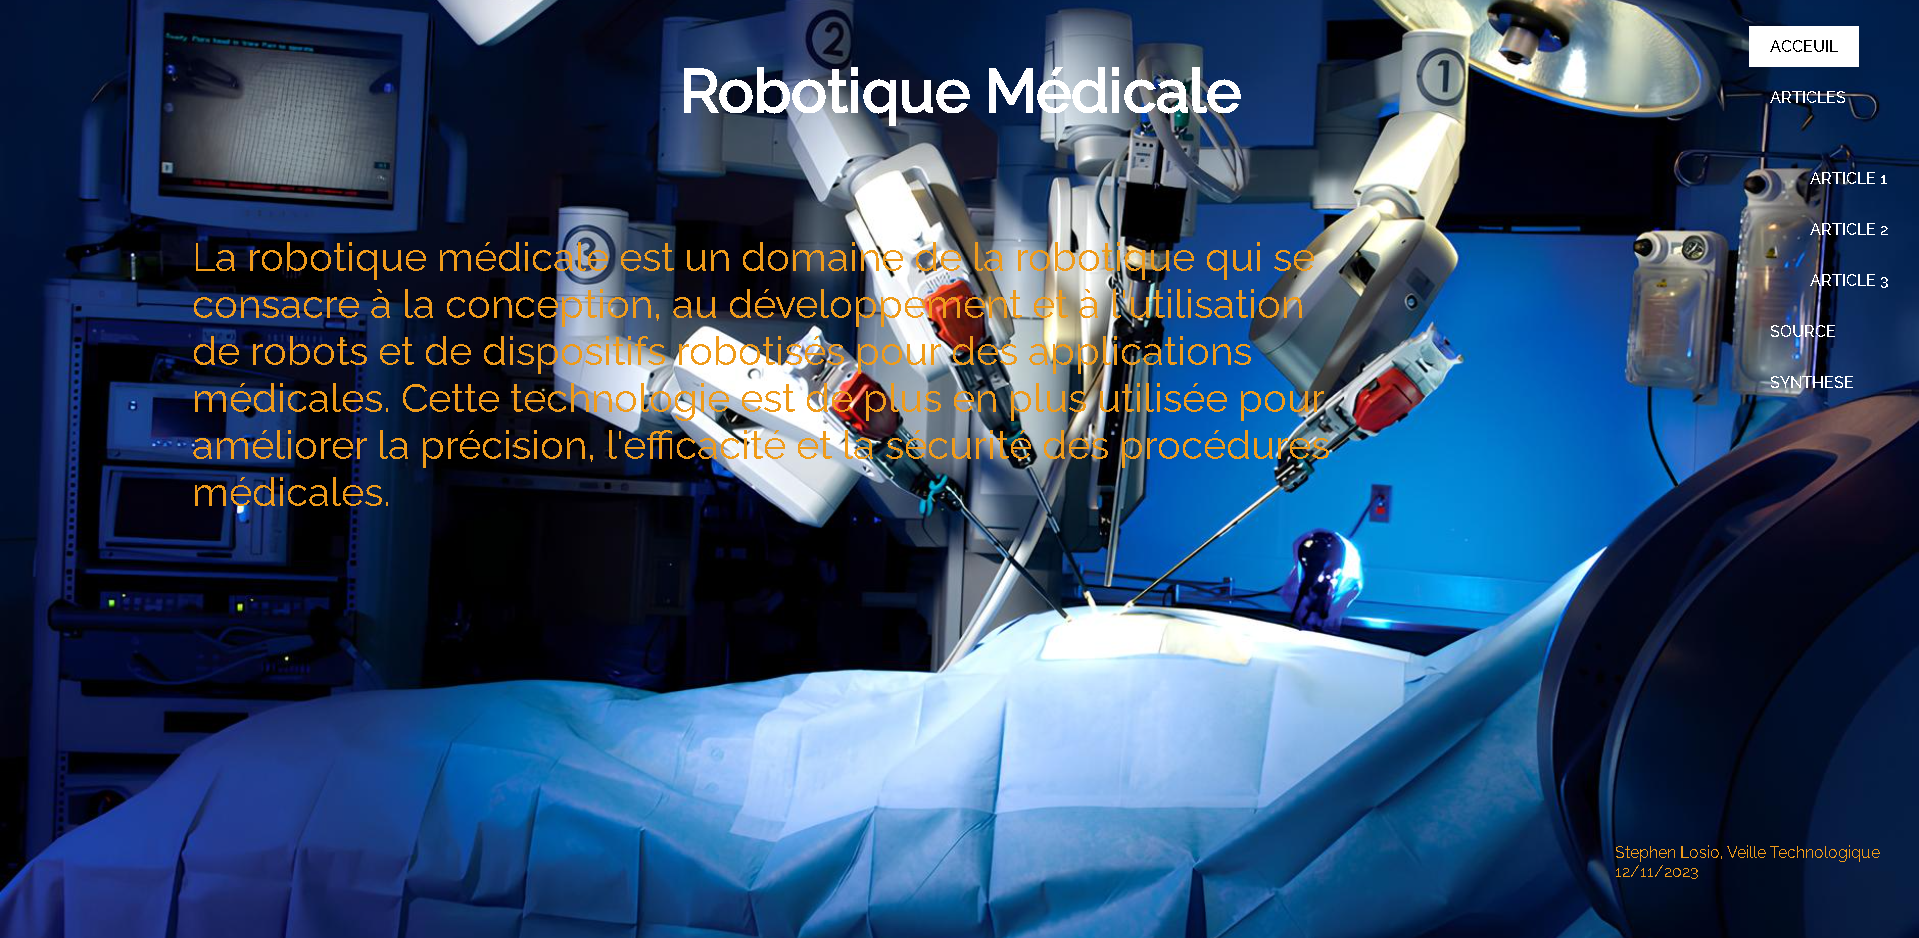 2
1
Robotique Médicale
ACCEUIL
ARTICLES
ARTICLE 1
ARTICLE 2
ARTICLE 3
SOURCE
SYNTHESE
3
La robotique médicale est un domaine de la robotique qui se
consacre à la conception, au développement et à l'utilisation
de robots et de dispositifs robotisés pour des applications
médicales. Cette technologie est de plus en plus utilisée pour
améliorer la précision, l'efficacité et la sécurité des procédures
médicales.
Stephen Losio, Veille Technologique
12/11/2023